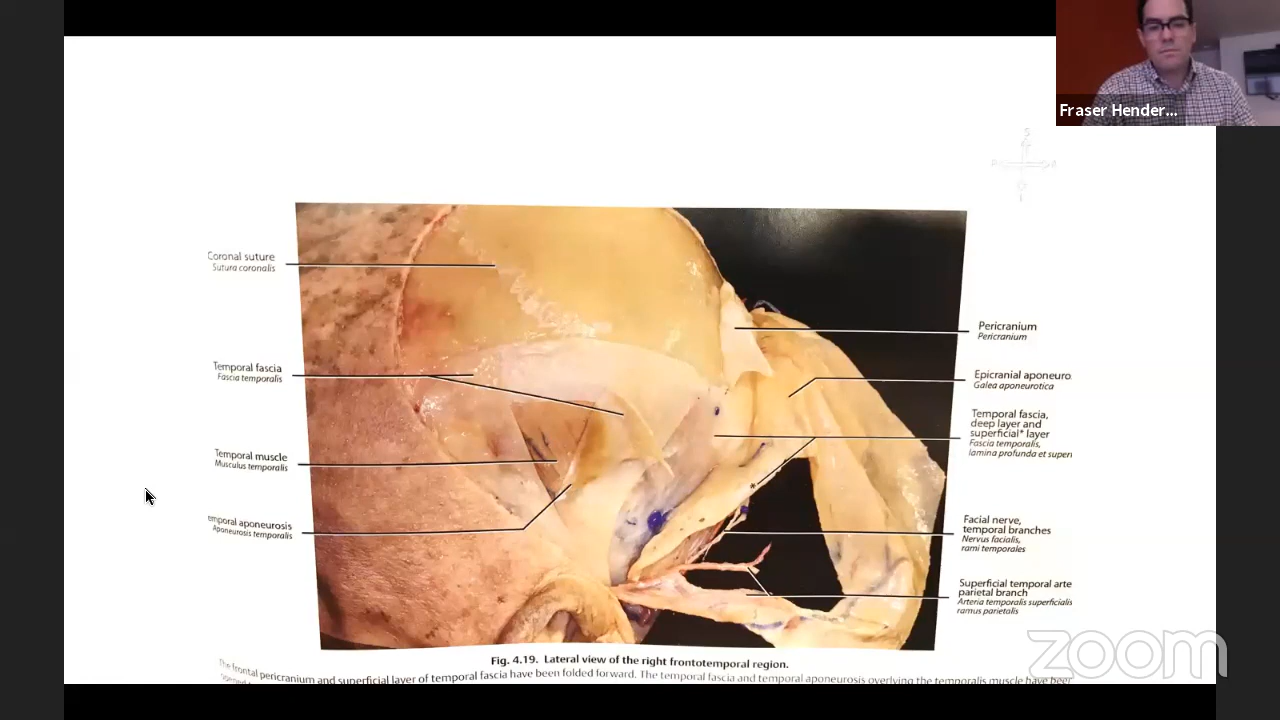 Fraser Hender...
S
Coronal suture
Sutura coronalis
Temporal fascia
Fascia temporalis
Temporal muscle
Musculus temporalis
emporal aponeurosis
Aponeurosis temporalis
Pericranium
Pericranium
Epicranial aponeuro
Galea aponeurotica
Temporal fascia,
deep layer and
superficial* layer
Fascia temporalis,
lamina profunda et superf
*
Facial nerve,
temporal branches
Nervus facialis,
rami temporales
Superficial temporal arte
parietal branch
Arteria temporalis superficialis
ramus parietalis
Fig. 4.19. Lateral view of the right frontotemporal region.
The frontal pericranium and superficial layer of temporal fascia have been folded forward. The temporal fascia and temporal aponeurosis overlying the temporalis muscle have been
zoom